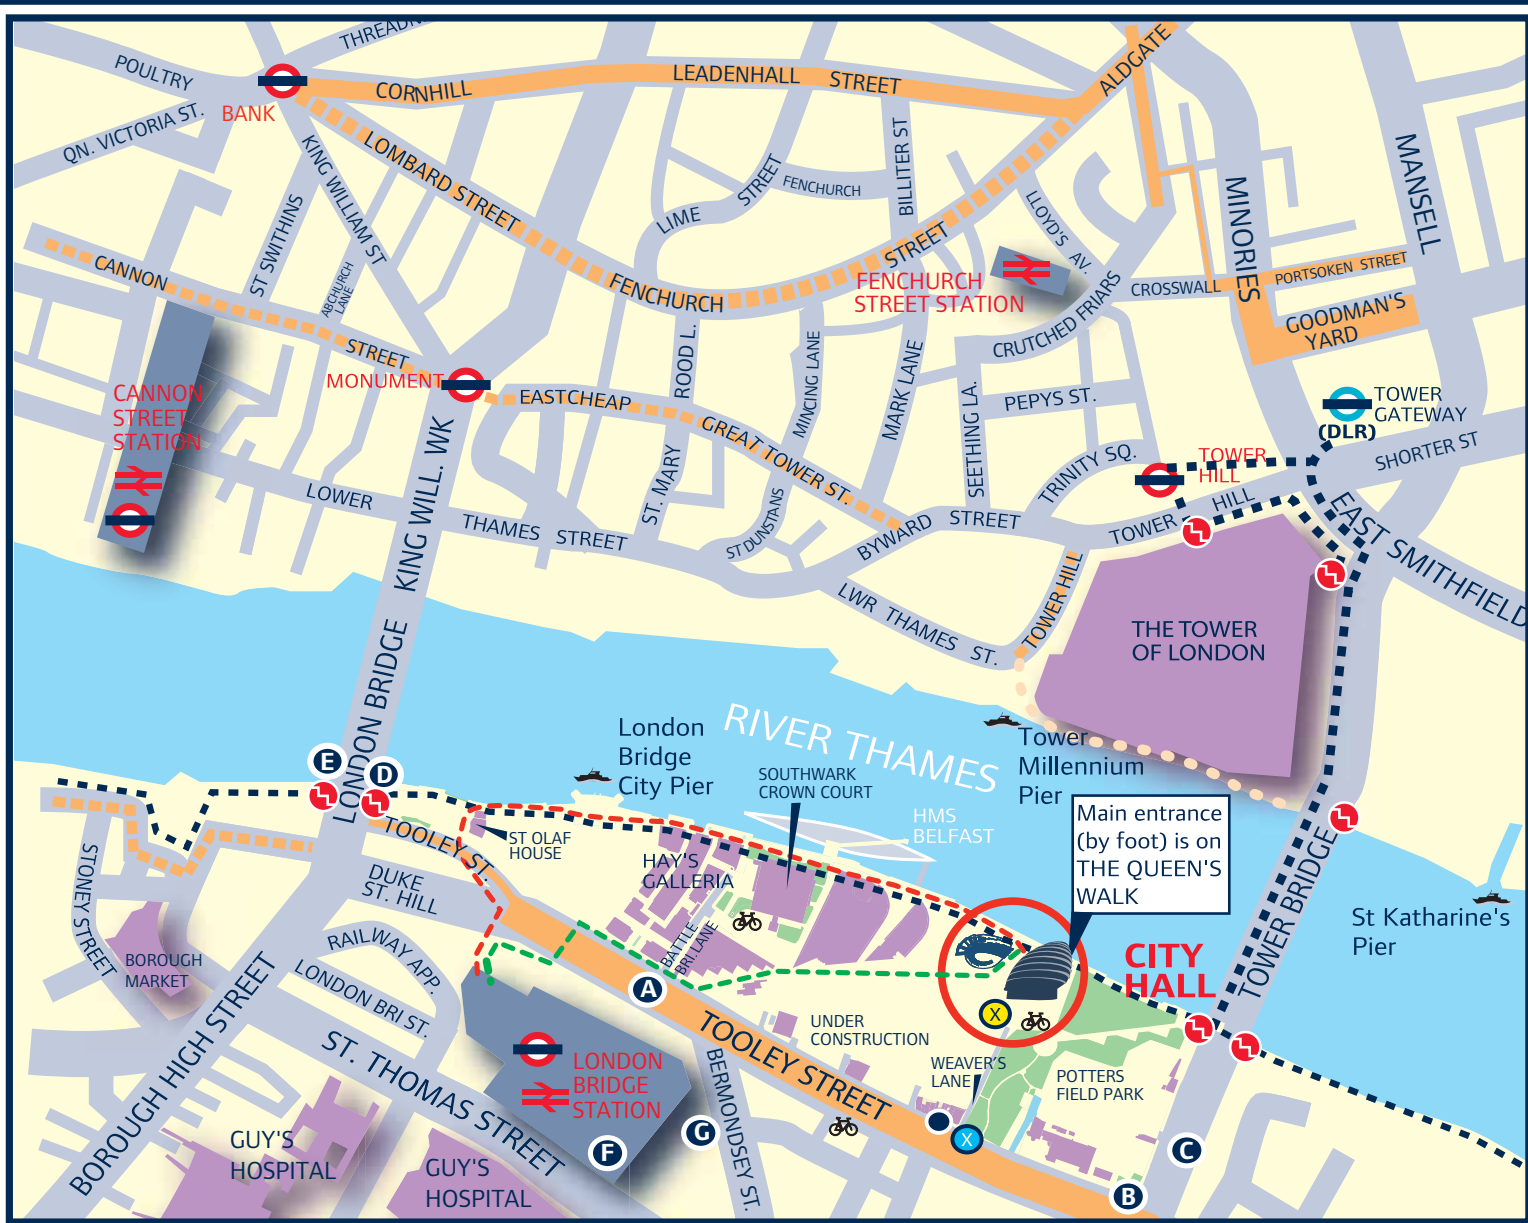 THREADN
POULTRY
BANK
QN. VICTORIA ST.
CORNHILL
LEADENHALL STREET
ALDGATE
LOMBARD STREET
KING WILLIAM ST
ST SWITHINS
ABCHURCH
LANE
CANNON
STREET
FENCHURCH
STREET
LIME
STREET
FENCHURCH
BILLITER ST
LLOYD'S AV.
FENCHURCH
STREET STATION
CRUTCHED FRIARS
CROSSWALL
MINORIES
MANSELL
PORTSOKEN STREET
GOODMAN'S
YARD
CANNON
STREET
STATION
MONUMENT
EASTCHEAP
ROOD L.
MINCING LANE
MARK LANE
GREAT TOWER ST.
SEETHING LA.
PEPYS ST.
TRINITY SQ.
TOWER
HILL
TOWER
GATEWAY
(DLR)
SHORTER ST
EAST SMITHFIELD
LOWER
THAMES STREET
KING WILL. WK
ST. MARY
ST DUNSTANS
BYWARD STREET
TOWER HILL
LWR THAMES ST.
TOWER HILL
THE TOWER
OF LONDON
LONDON BRIDGE
RIVER THAMES
London
Bridge
City Pier
Tower
Millennium
Pier
SOUTHWARK
CROWN COURT
HMS
BELFAST
Main entrance
(by foot) is on
THE QUEEN'S
WALK
E
D
TOOLEY ST.
ST OLAF
HOUSE
HAY'S
GALLERIA
BATTLE
BRI.LANE
DUKE
ST. HILL
STONEY STREET
BOROUGH
MARKET
RAILWAY APP.
LONDON BRI ST.
ST. THOMAS STREET
BOROUGH HIGH STREET
CITY
HALL
TOWER BRIDGE
St Katharine's
Pier
A
X
TOOLEY STREET
UNDER
CONSTRUCTION
WEAVER'S
LANE
POTTERS
FIELD PARK
LONDON
BRIDGE
STATION
BERMONDSEY ST.
GUY'S
HOSPITAL
GUY'S
HOSPITAL
F
G
X
C
B